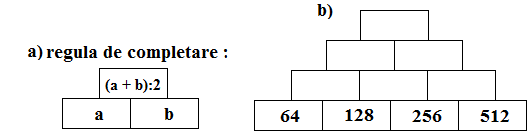 b)
a) regula de completare :
(a + b):2
a b
64 128 256 512